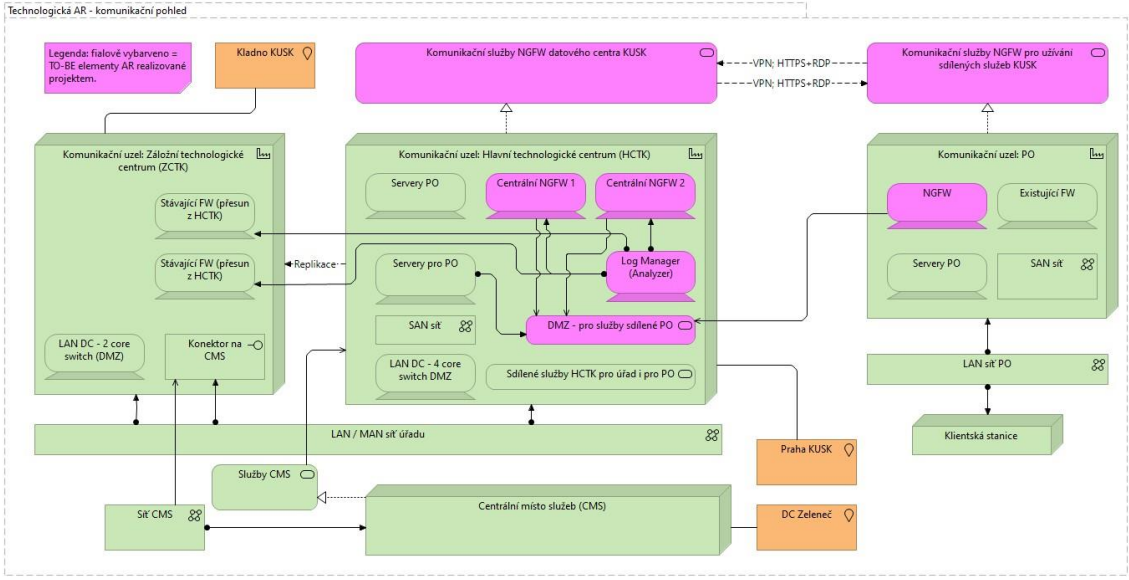 Technologická AR - komunikační pohled
Legenda: fialově vybarveno =
TO-BE elementy AR realizované
projektem.
Kladno KUSK
Komunikační služby NGFW datového centra KUSK
VPN; HTTPS+RDP
VPN; HTTPS+RDP
Komunikační služby NGFW pro užívání
sdílených služeb KUSK
Komunikační uzel: Záložní technologické
centrum (ZCTK)
Stávající FW (přesun
z HCTK)
Stávající FW (přesun
z HCTK)
LAN DC - 2 core
switch (DMZ)
Konektor na
CMS
Replikace
Komunikační uzel: Hlavní technologické centrum (HCTK)
Servery PO
Centrální NGFW 1
Centrální NGFW 2
Servery pro PO
Log Manager
(Analyzer)
SAN síť
DMZ - pro služby sdílené PO
LAN DC - 4 core
switch DMZ
Sdílené služby HCTK pro úřad i pro PO
Komunikační uzel: PO
NGFW
Existující FW
Servery PO
SAN síť
LAN síť PO
Klientská stanice
LAN / MAN síť úřadu
Praha KUSK
Služby CMS
Síť CMS
Centrální místo služeb (CMS)
DC Zeleneč